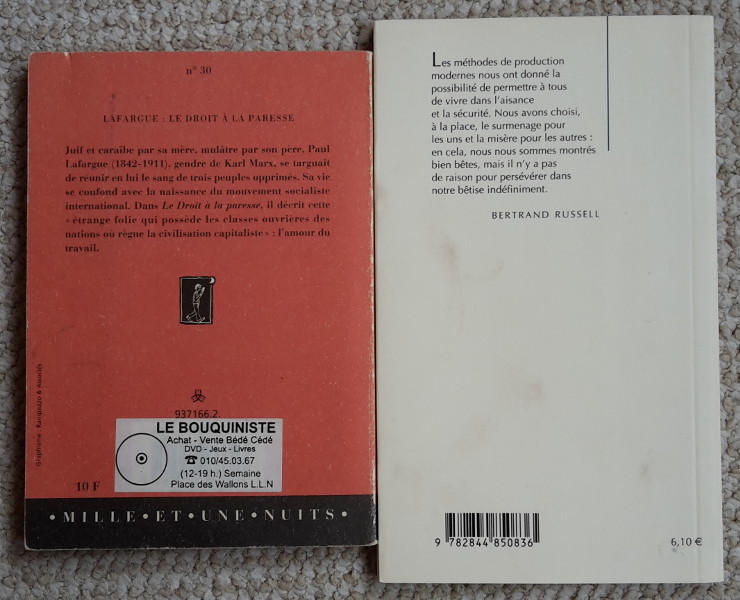 n° 30
LAFARGUE : LE DROIT À LA PARESSE
Juif et caraïbe par sa mère, mulâtre par son père, Paul
Lafargue (1842-1911), gendre de Karl Marx, se targuait
de réunir en lui le sang de trois peuples opprimés. Sa vie
se confond avec la naissance du mouvement socialiste
international. Dans Le Droit à la paresse, il décrit cette
« étrange folie qui possède les classes ouvrières des
nations où règne la civilisation capitaliste » : l'amour du
travail.
Graphisme : Rampazzo & Associés
937166.2.
LE BOUQUINISTE
Achat - Vente Bédé Cédé
DVD - Jeux - Livres
☎ 010/45.03.67
(12-19 h.) Semaine
Place des Wallons L.L.N
10 F
• MILLE • ET • UNE • NUITS •
Les méthodes de production
modernes nous ont donné la
possibilité de permettre à tous
de vivre dans l'aisance
et la sécurité. Nous avons choisi,
à la place, le surmenage pour
les uns et la misère pour les autres :
en cela, nous nous sommes montrés
bien bêtes, mais il n'y a pas
de raison pour persévérer dans
notre bêtise indéfiniment.
BERTRAND RUSSELL
9 782844 850836
6,10 €